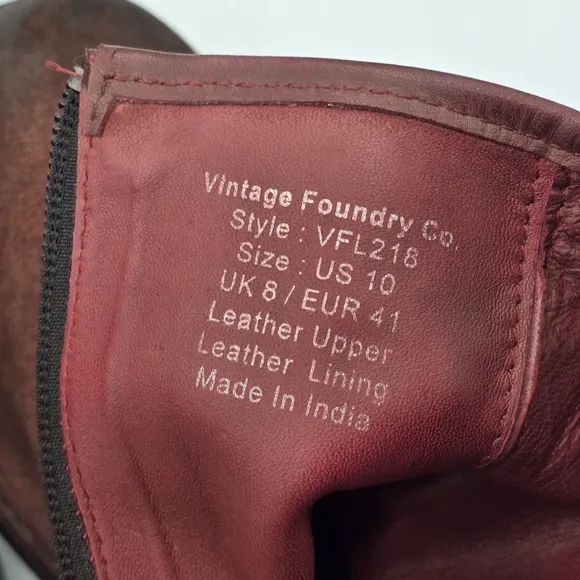 VIntage Foundry Co.
Style : VFL218
Size : US 10
UK 8 / EUR 41
Leather Upper
Leather Lining
Made In India